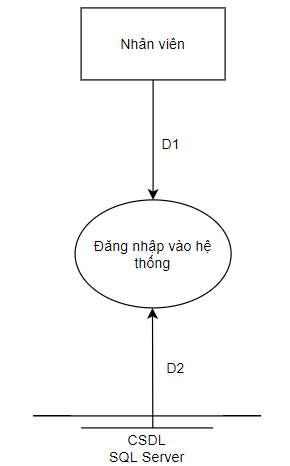 Nhân viên
D1
Đăng nhập vào hệ
thống
D2
CSDL
SQL Server